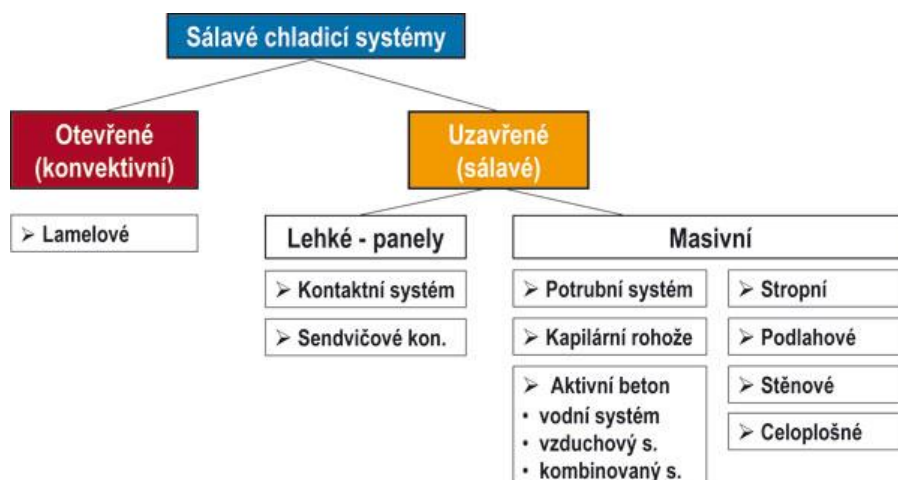 Sálavé chladicí systémy
Otevřené
(konvektivní)
Uzavřené
(sálavé)
➢ Lamelové
Lehké - panely
➢ Kontaktní systém
➢ Sendvičové kon.
Masivní
➢ Potrubní systém
➢ Kapilární rohože
➢ Aktivní beton
• vodní systém
• vzduchový s.
• kombinovaný s.
➢ Stropní
➢ Podlahové
➢ Stěnové
➢ Celoplošné